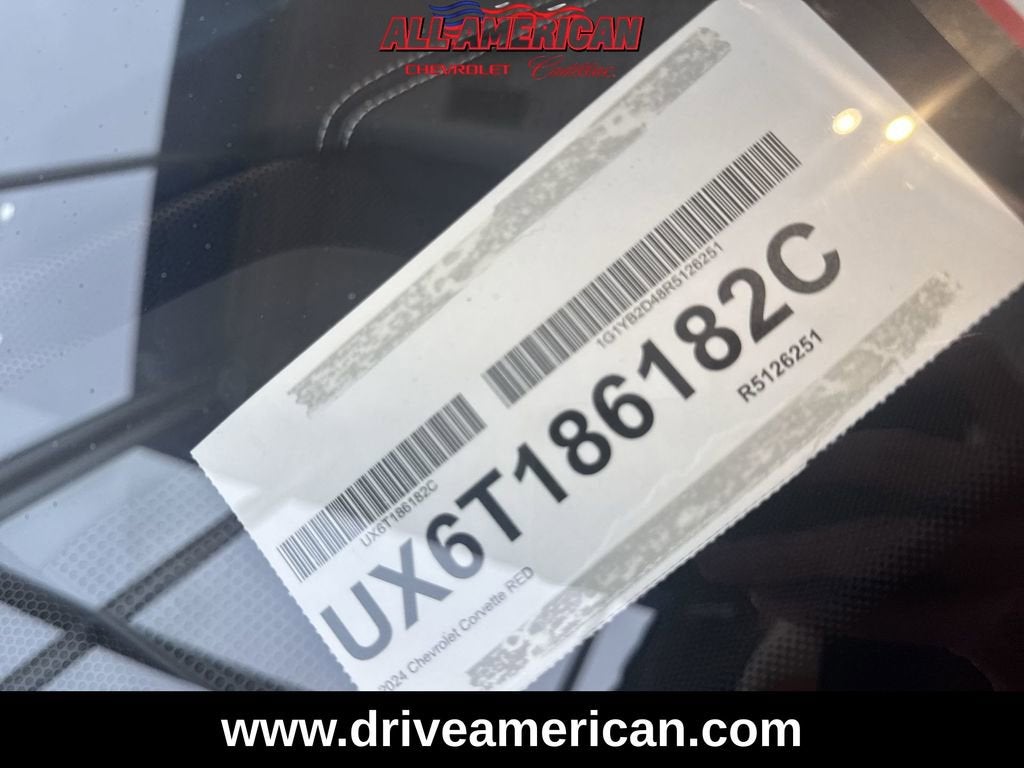 ALL-AMERICAN
CHEVROLET Cadillac
1G1YB2D48R5126251
UX6T186182C
UX6T186182C
R5126251
2024 Chevrolet Corvette RED
www.driveamerican.com